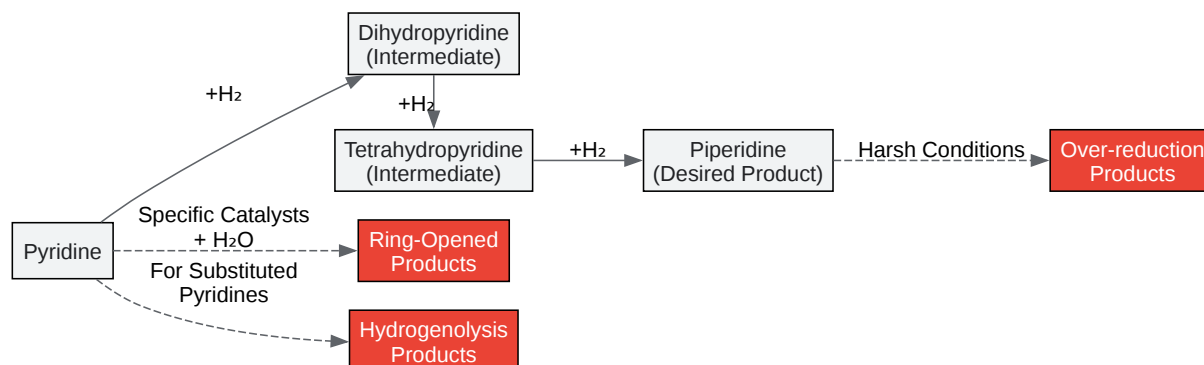 Dihydropyridine
(Intermediate)
+H₂
+H₂
Tetrahydropyridine
(Intermediate)
+H₂
Piperidine
(Desired Product)
Harsh Conditions
Over-reduction
Products
Pyridine
Specific Catalysts
+ H₂O
Ring-Opened
Products
For Substituted
Pyridines
Hydrogenolysis
Products